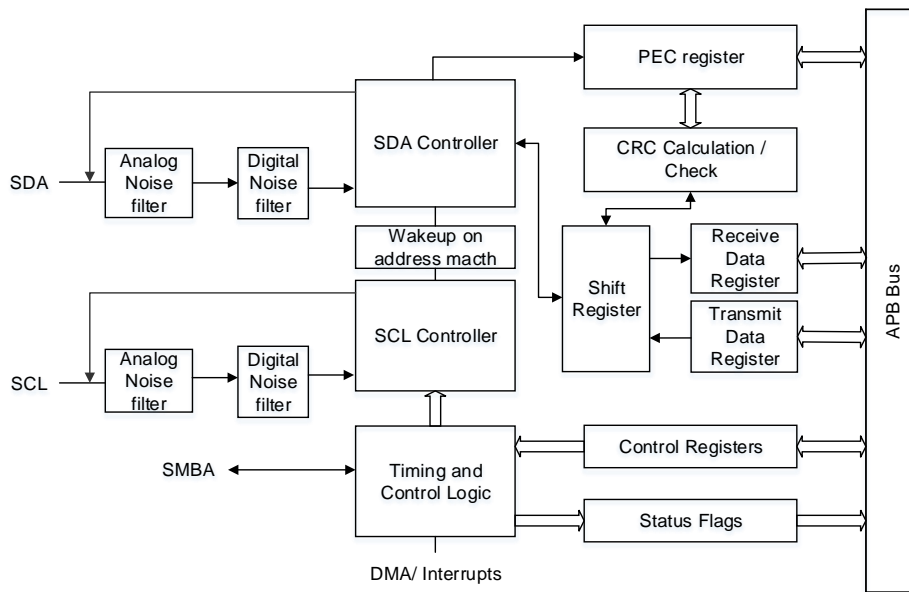 PEC register
SDA Controller
CRC Calculation /
Check
Analog
Noise
filter
Digital
Noise
filter
SDA
Wakeup on
address macth
Receive
Data
Register
Shift
Register
Transmit
Data
Register
APB Bus
SCL Controller
Analog
Noise
filter
Digital
Noise
filter
SCL
SMBA
Timing and
Control Logic
Control Registers
Status Flags
DMA/ Interrupts